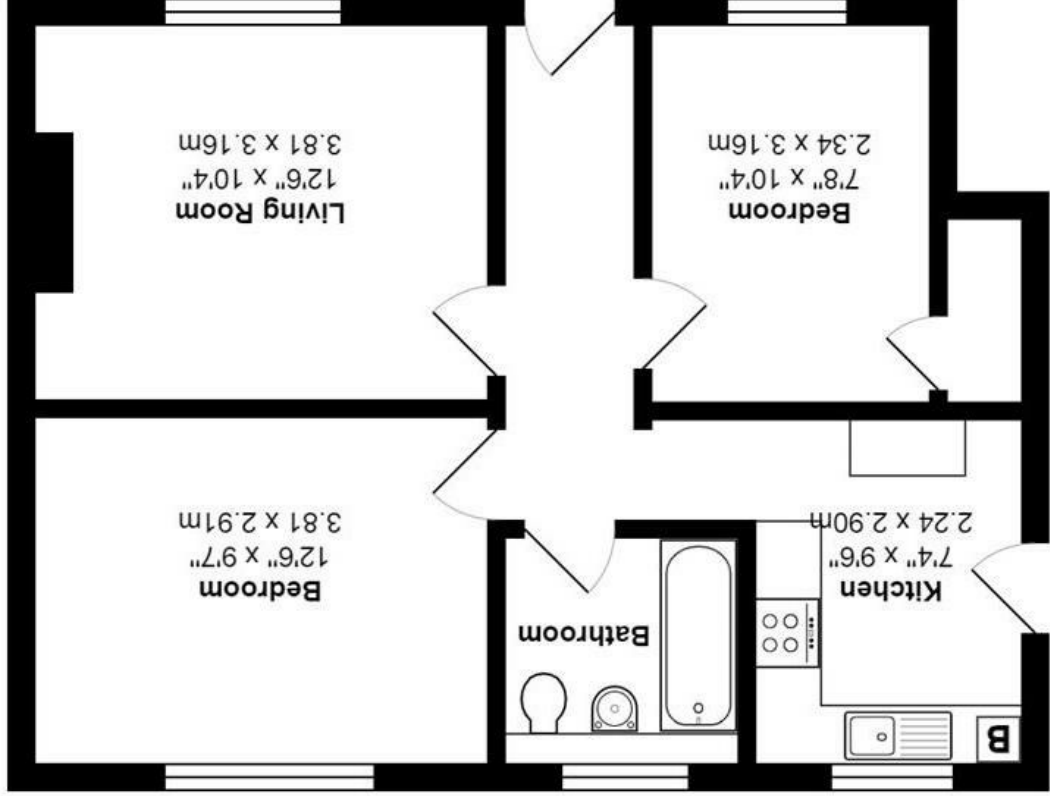 B
Bathroom
Kitchen
7'4" x 9'6"
2.24 x 2.90m
Bedroom
12'6" x 9'7"
3.81 x 2.91m
Bedroom
7'8" x 10'4"
2.34 x 3.16m
Living Room
12'6" x 10'4"
3.81 x 3.16m